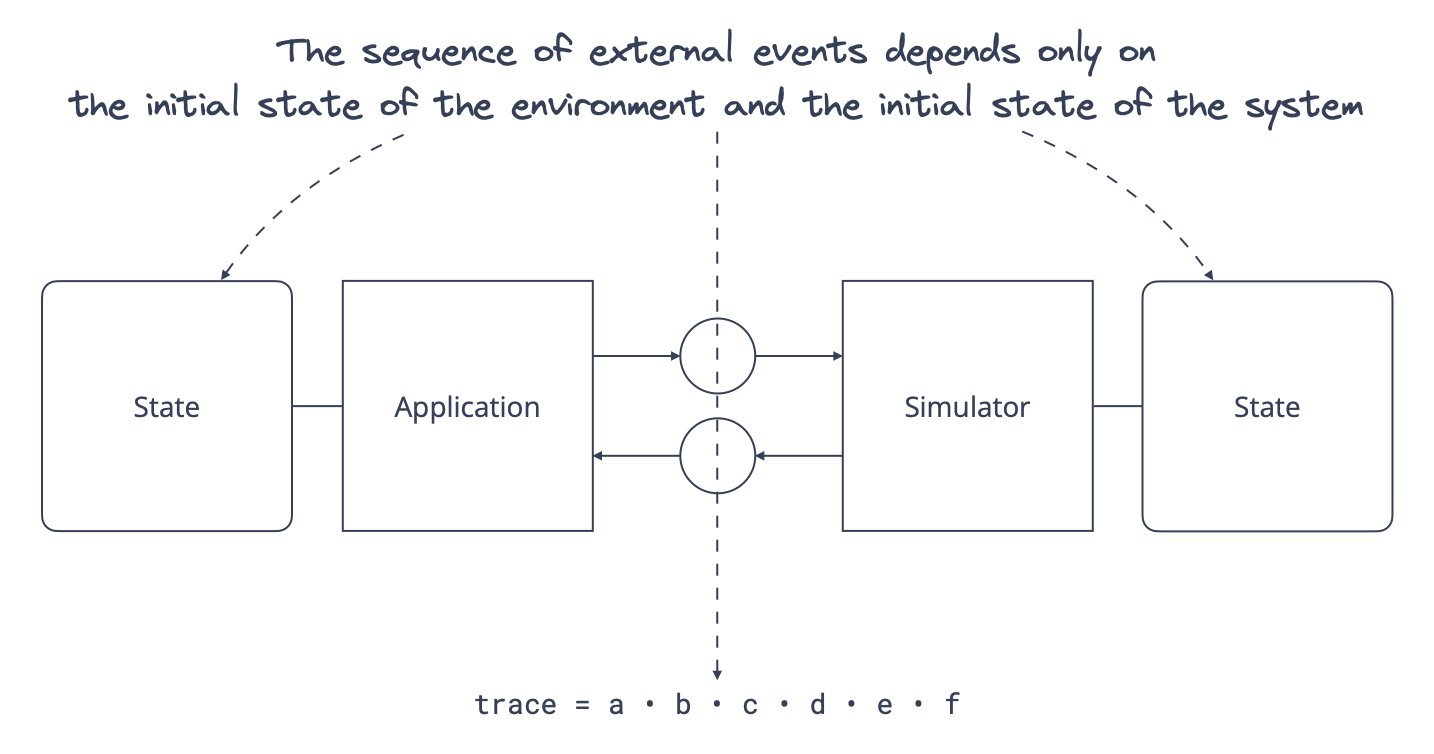 The sequence of external events depends only on
the initial state of the environment and the initial state of the system
State
Application
Simulator
State
trace = a · b · c · d · e · f